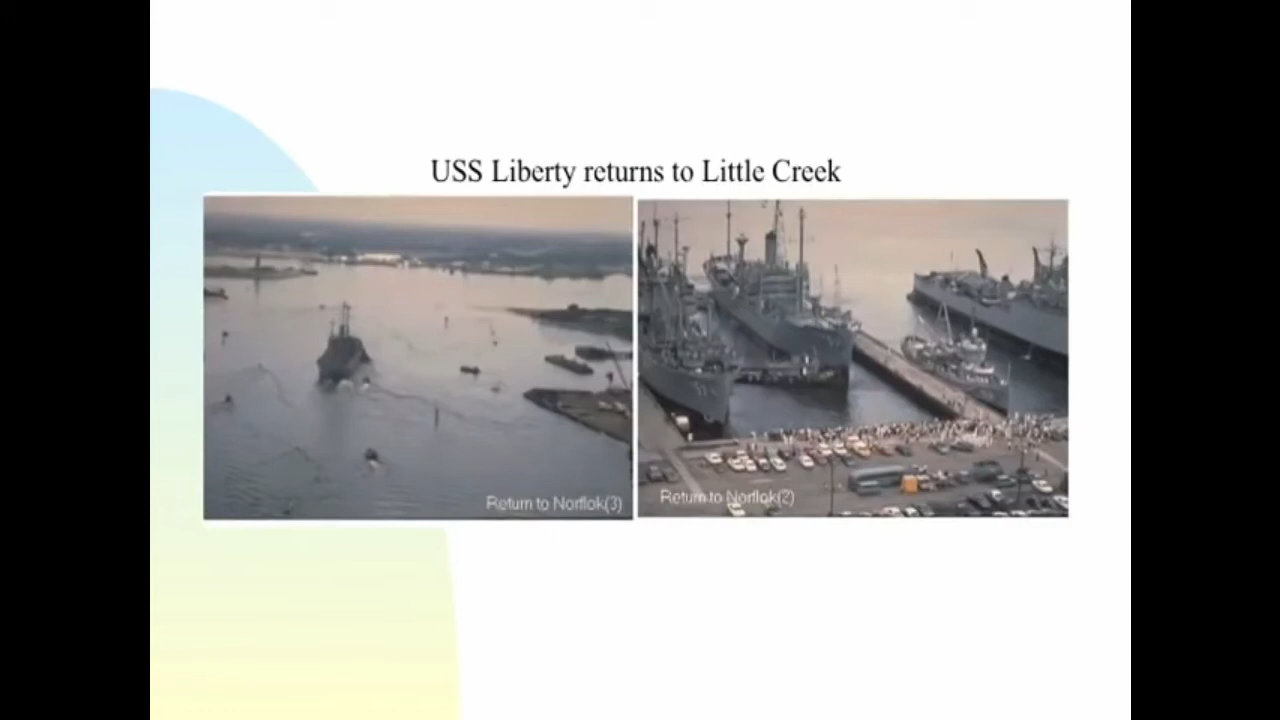 USS Liberty returns to Little Creek
Return to Norflok(3)
Return to Norflok(2)